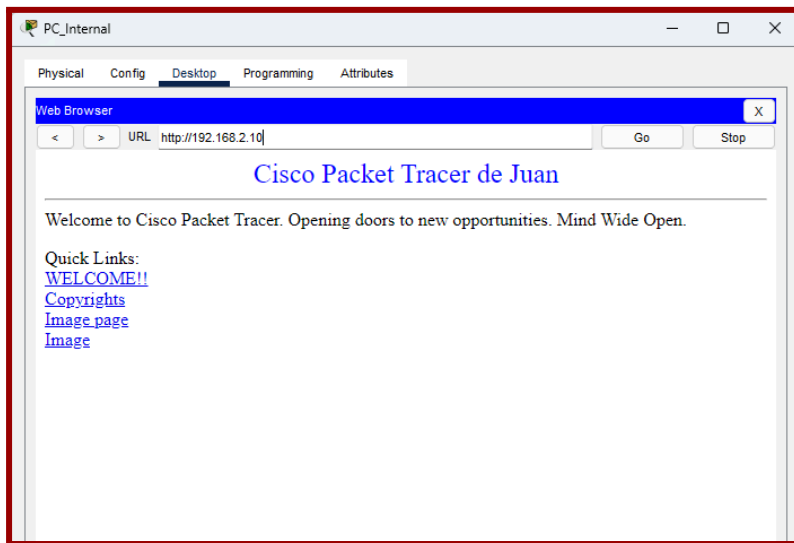 PC_Internal
Physical Config Desktop Programming Attributes
Web Browser X
< > URL http://192.168.2.10 Go Stop
Cisco Packet Tracer de Juan
Welcome to Cisco Packet Tracer. Opening doors to new opportunities. Mind Wide Open.
Quick Links:
WELCOME!!
Copyrights
Image page
Image